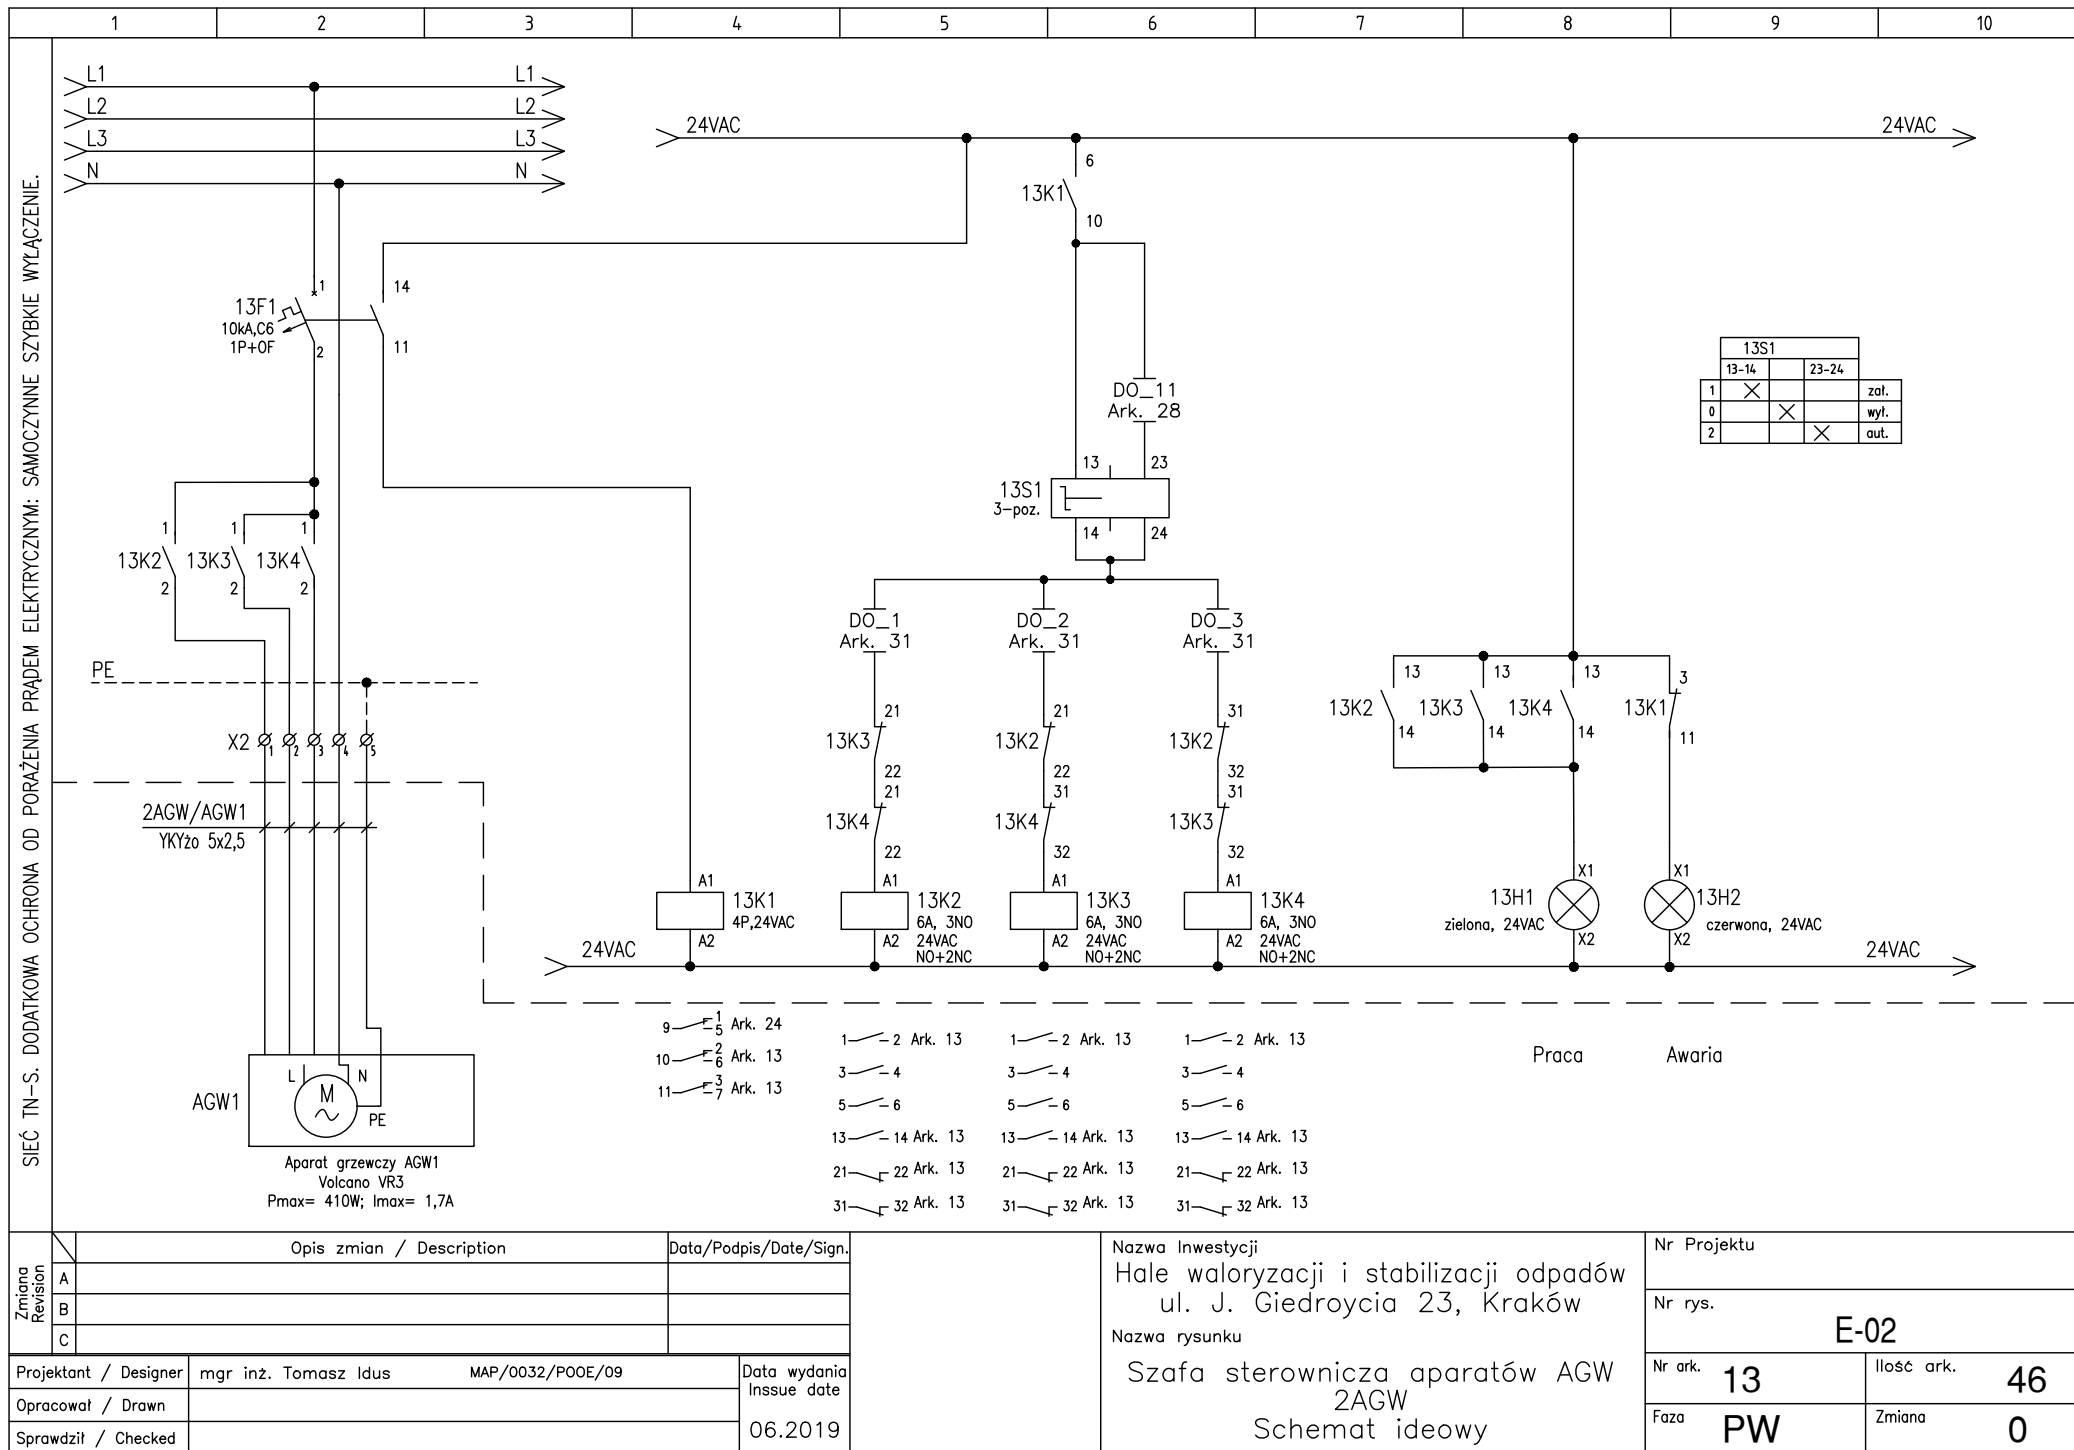 1 2 3 4 5 6 7 8 9 10
SIEĆ TN-S. DODATKOWA OCHRONA OD PORAŻENIA PRĄDEM ELEKTRYCZNYM: SAMOCZYNNE SZYBKIE WYŁĄCZENIE.
L1 L1
L2 L2
L3 L3
N N
24VAC 24VAC
6
13K1
10
1
13F1
10kA,C6
1P+OF
2
14
11
DO_11
Ark. 28
13 23
13S1
3-poz.
14 24
13S1
13-14 23-24
1 zał.
0 wył.
2 aut.
1 1 1
13K2 13K3 13K4
2 2 2
PE
X2 1 2 3 4 5
2AGW/AGW1
YKYżo 5x2,5
DO_1 DO_2 DO_3
Ark. 31 Ark. 31 Ark. 31
21 21 31
13K3 13K2 13K2
22 22 32
21 31 31
13K4 13K4 13K3
22 32 32
13 13 13 3
13K2 13K3 13K4 13K1
14 14 14 11
A1 A1 A1 A1 X1 X1
13K1 13K2 13K3 13K4 13H1 13H2
4P,24VAC 6A, 3NO 6A, 3NO 6A, 3NO zielona, 24VAC czerwona, 24VAC
A2 A2 24VAC A2 24VAC A2 24VAC X2 X2
NO+2NC NO+2NC NO+2NC
24VAC 24VAC
9 1 5 Ark. 24
10 2 6 Ark. 13
11 3 7 Ark. 13
1 2 Ark. 13 1 2 Ark. 13 1 2 Ark. 13
3 4 3 4 3 4
5 6 5 6 5 6
13 14 Ark. 13 13 14 Ark. 13 13 14 Ark. 13
21 22 Ark. 13 21 22 Ark. 13 21 22 Ark. 13
31 32 Ark. 13 31 32 Ark. 13 31 32 Ark. 13
Praca Awaria
L N
M
PE
AGW1
Aparat grzewczy AGW1
Volcano VR3
Pmax= 410W; Imax= 1,7A
Zmiana
Revision
Opis zmian / Description Data/Podpis/Date/Sign.
A
B
C
Projektant / Designer mgr inż. Tomasz Idus MAP/0032/POOE/09
Opracował / Drawn
Sprawdził / Checked
Data wydania
Inssue date
06.2019
Nazwa Inwestycji
Hale waloryzacji i stabilizacji odpadów
ul. J. Giedroycia 23, Kraków
Nazwa rysunku
Szafa sterownicza aparatów AGW
2AGW
Schemat ideowy
Nr Projektu
Nr rys.
E-02
Nr ark. 13 Ilość ark. 46
Faza PW Zmiana 0